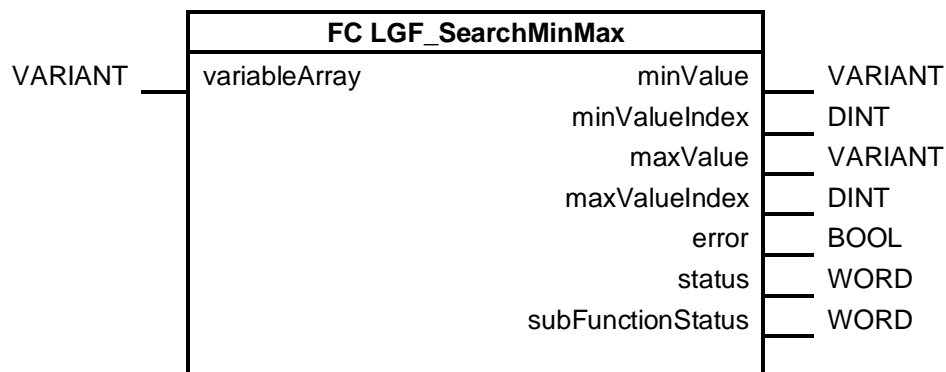 FC LGF_SearchMinMax
VARIANT variableArray minValue VARIANT
minValueIndex DINT
maxValue VARIANT
maxValueIndex DINT
error BOOL
status WORD
subFunctionStatus WORD